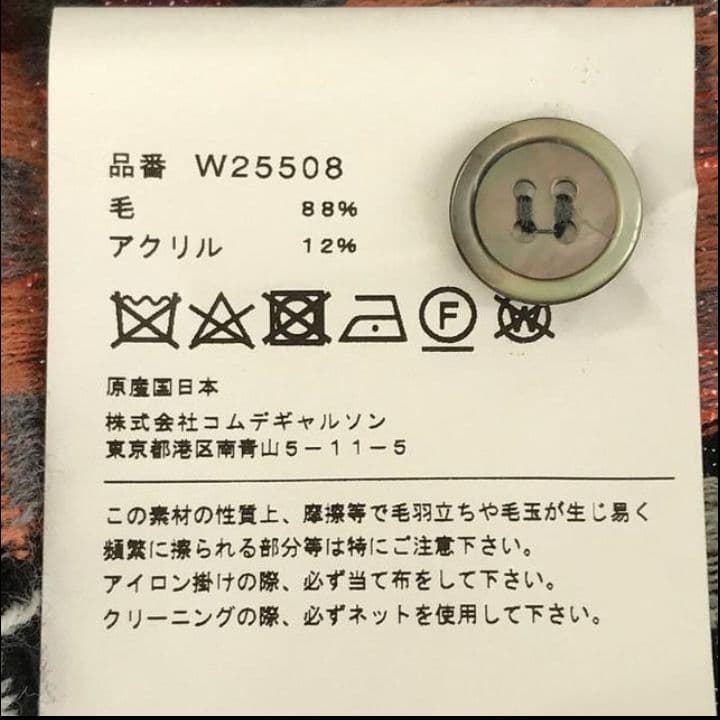 品番 W25508
毛 88%
アクリル 12%
F W
原産国日本
株式会社コムデギャルソン
東京都港区南青山5－11－5
この素材の性質上、摩擦等で毛羽立ちや毛玉が生じ易く
頻繁に擦られる部分等は特にご注意下さい。
アイロン掛けの際、必ず当て布をして下さい。
クリーニングの際、必ずネットを使用して下さい。